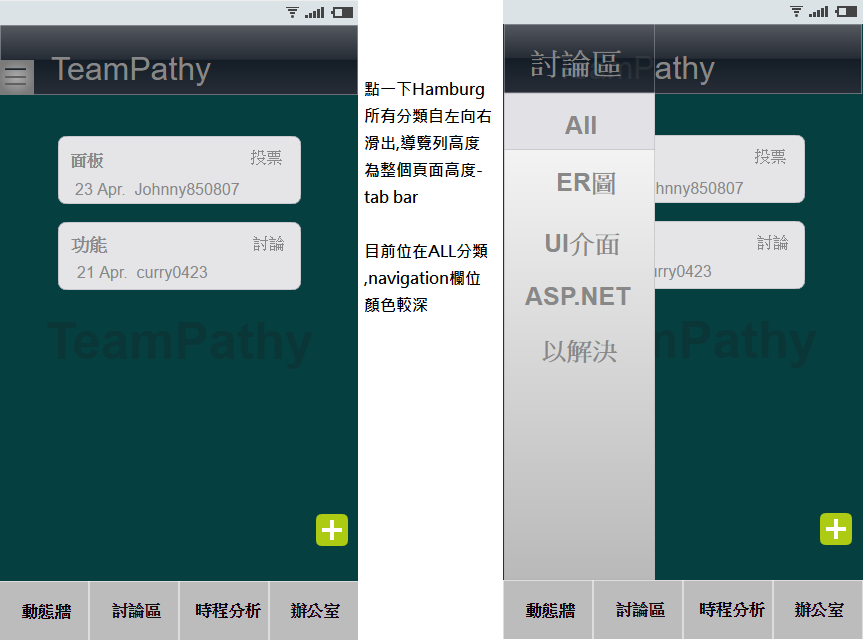 TeamPathy
面板
投票
23 Apr. Johnny850807
功能
討論
21 Apr. curry0423
TeamPathy
動態牆
討論區
時程分析
辦公室
點一下Hamburg
所有分類自左向右
滑出,導覽列高度
為整個頁面高度-
tab bar
目前位在ALL分類
,navigation欄位
顏色較深
討論區
mPathy
All
ER圖
UI介面
ASP.NET
以解決
投票
hnny850807
討論
urry0423
mPathy
動態牆
討論區
時程分析
辦公室